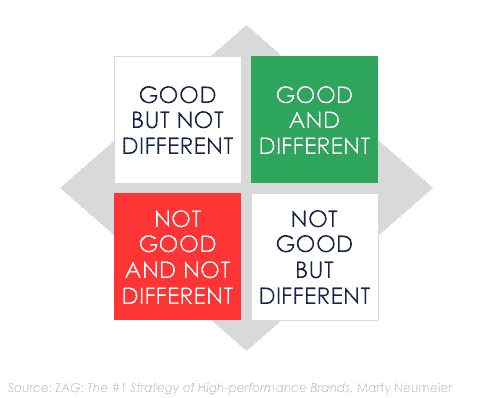 GOOD
BUT NOT
DIFFERENT
GOOD
AND
DIFFERENT
NOT
GOOD
AND NOT
DIFFERENT
NOT
GOOD
BUT
DIFFERENT
Source: ZAG: The #1 Strategy of High-performance Brands, Marty Neumeier